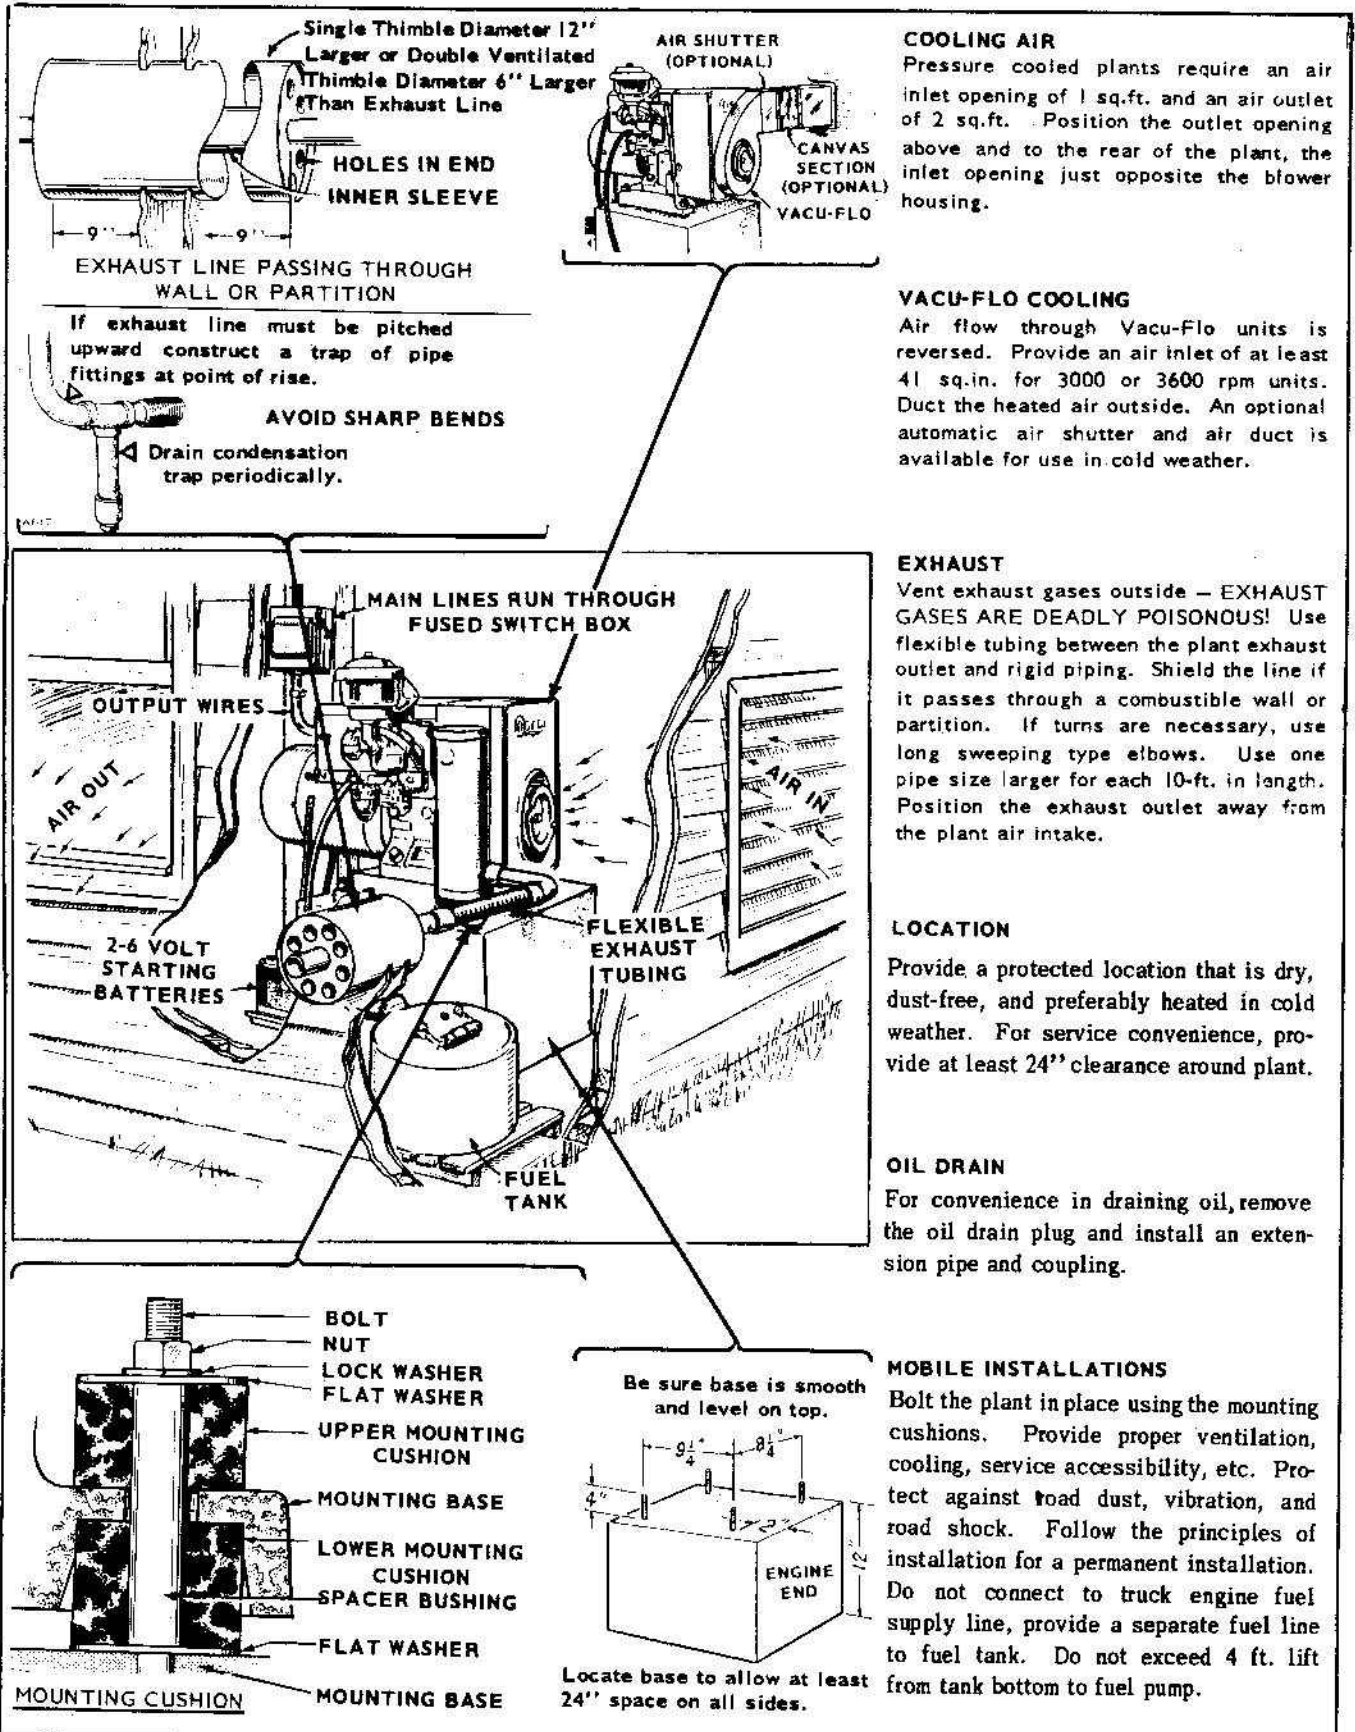 Single Thimble Diameter 12"
Larger or Double Ventilated
Thimble Diameter 6" Larger
Than Exhaust Line
HOLES IN END
INNER SLEEVE
9"
9"
EXHAUST LINE PASSING THROUGH
WALL OR PARTITION
If exhaust line must be pitched
upward construct a trap of pipe
fittings at point of rise.
AVOID SHARP BENDS
Drain condensation
trap periodically.
AIR SHUTTER
(OPTIONAL)
CANVAS
SECTION
(OPTIONAL)
VACU-FLO
COOLING AIR
Pressure cooled plants require an air
inlet opening of 1 sq.ft. and an air outlet
of 2 sq.ft. Position the outlet opening
above and to the rear of the plant, the
inlet opening just opposite the blower
housing.
VACU-FLO COOLING
Air flow through Vacu-Flo units is
reversed. Provide an air inlet of at least
41 sq.in. for 3000 or 3600 rpm units.
Duct the heated air outside. An optional
automatic air shutter and air duct is
available for use in cold weather.
MAIN LINES RUN THROUGH
FUSED SWITCH BOX
OUTPUT WIRES
AIR OUT
AIR IN
2-6 VOLT
STARTING
BATTERIES
FLEXIBLE
EXHAUST
TUBING
FUEL
TANK
EXHAUST
Vent exhaust gases outside — EXHAUST
GASES ARE DEADLY POISONOUS! Use
flexible tubing between the plant exhaust
outlet and rigid piping. Shield the line if
it passes through a combustible wall or
partition. If turns are necessary, use
long sweeping type elbows. Use one
pipe size larger for each 10-ft. in length.
Position the exhaust outlet away from
the plant air intake.
LOCATION
Provide a protected location that is dry,
dust-free, and preferably heated in cold
weather. For service convenience, pro-
vide at least 24" clearance around plant.
OIL DRAIN
For convenience in draining oil, remove
the oil drain plug and install an exten-
sion pipe and coupling.
BOLT
NUT
LOCK WASHER
FLAT WASHER
UPPER MOUNTING
CUSHION
MOUNTING BASE
LOWER MOUNTING
CUSHION
SPACER BUSHING
FLAT WASHER
MOUNTING BASE
MOUNTING CUSHION
Be sure base is smooth
and level on top.
9¼"
8¼"
4"
2"
12"
ENGINE
END
Locate base to allow at least
24" space on all sides.
MOBILE INSTALLATIONS
Bolt the plant in place using the mounting
cushions. Provide proper ventilation,
cooling, service accessibility, etc. Pro-
tect against road dust, vibration, and
road shock. Follow the principles of
installation for a permanent installation.
Do not connect to truck engine fuel
supply line, provide a separate fuel line
to fuel tank. Do not exceed 4 ft. lift
from tank bottom to fuel pump.